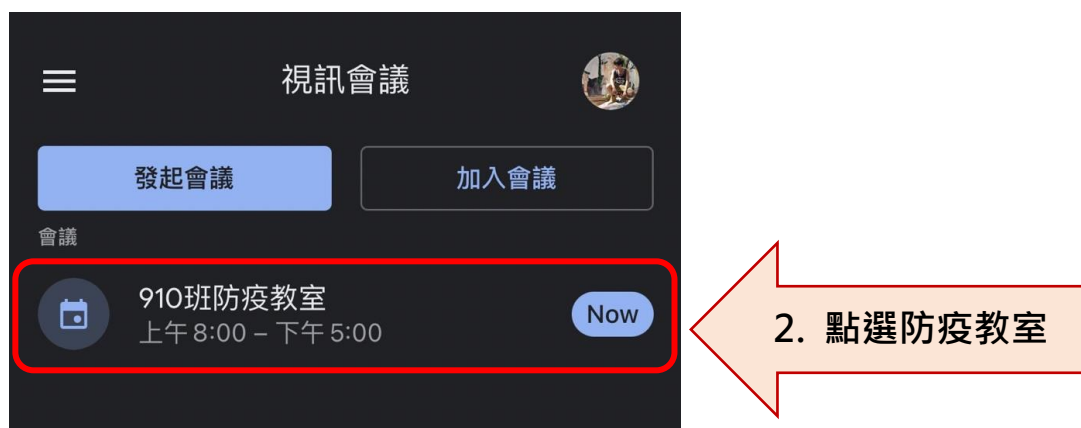 視訊會議
發起會議
加入會議
會議
910班防疫教室
上午 8:00 – 下午 5:00
Now
2. 點選防疫教室